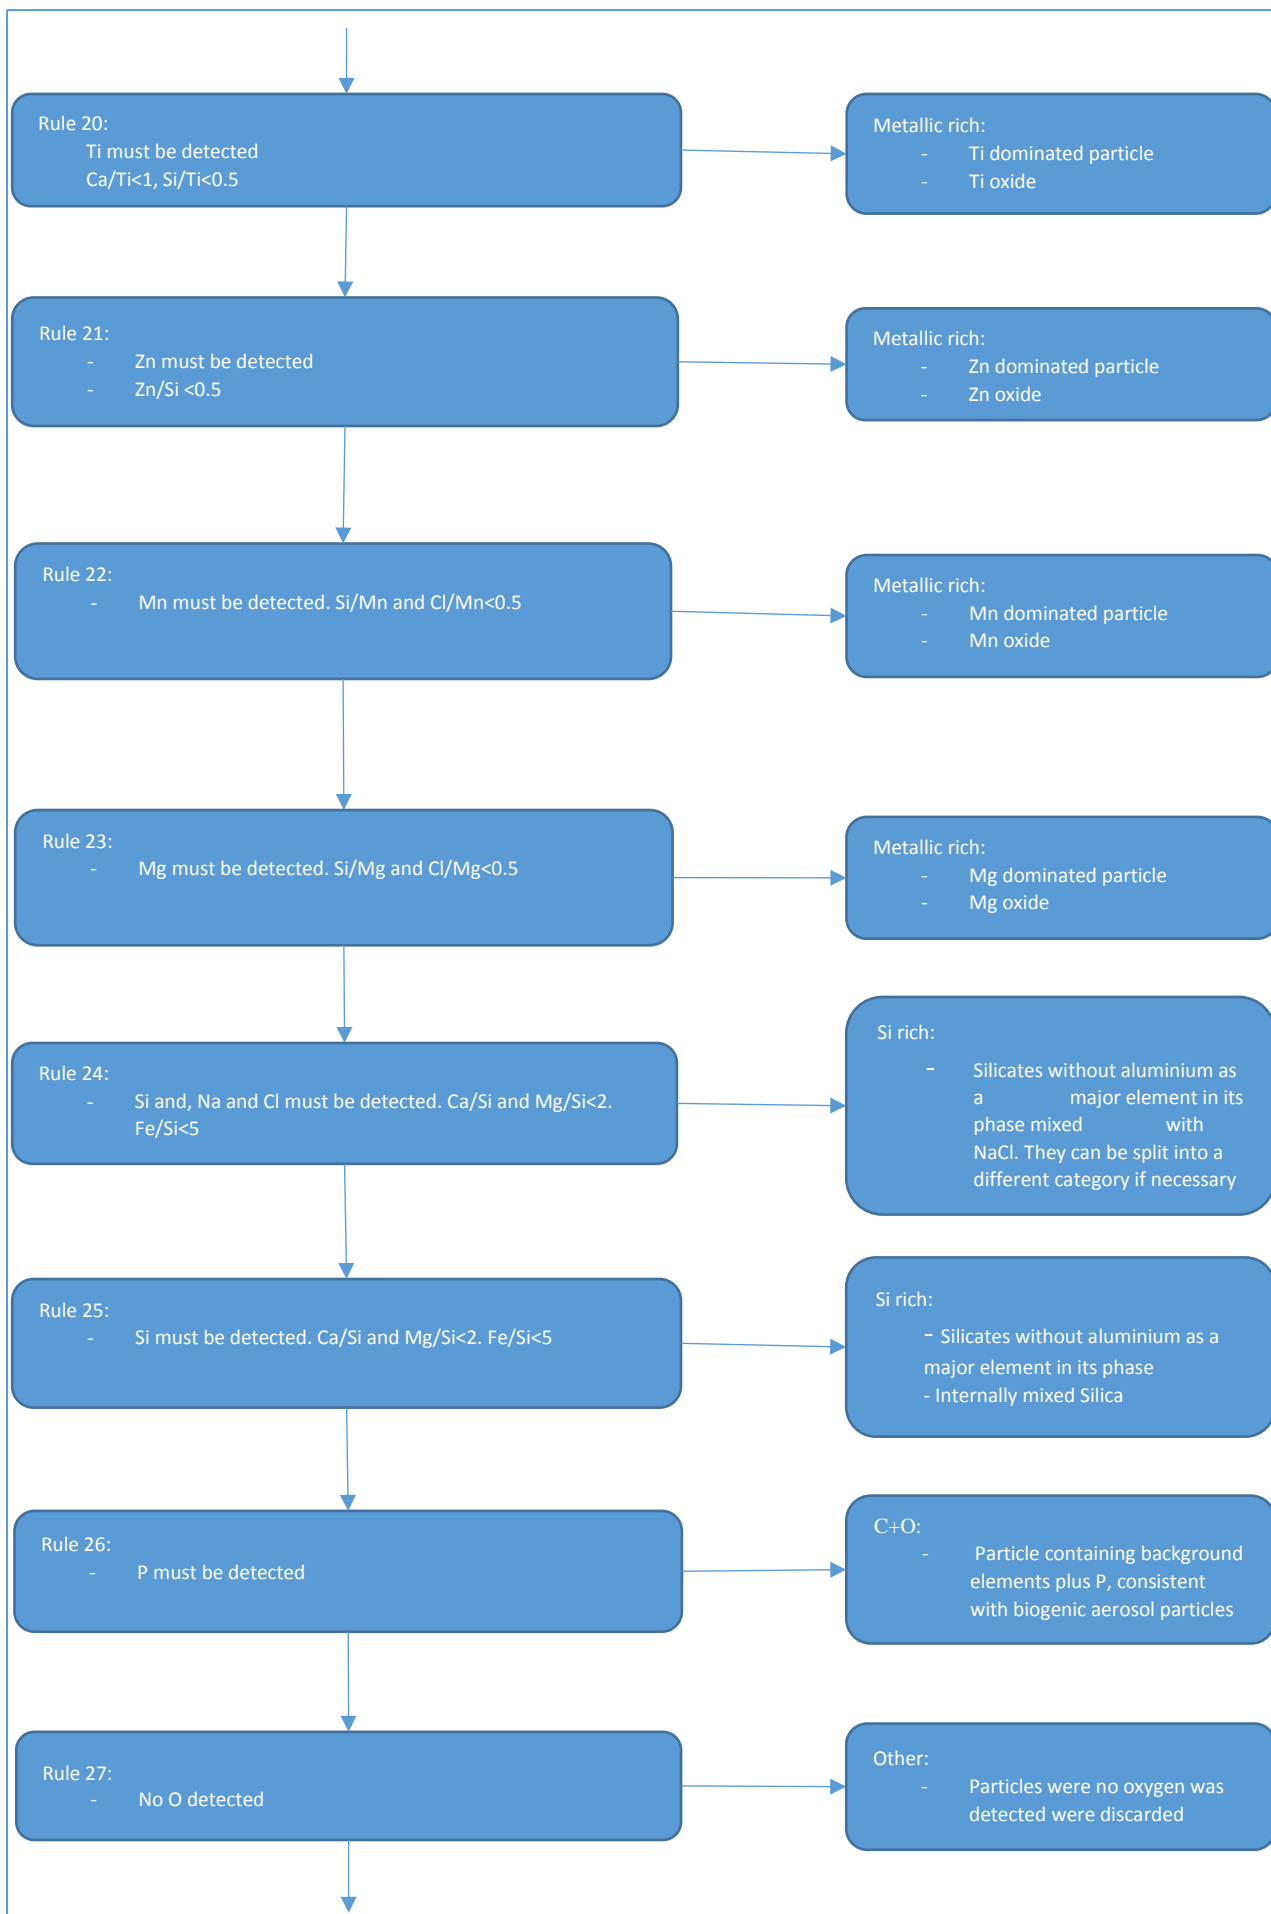 Rule 20:
Ti must be detected
Ca/Ti<1, Si/Ti<0.5
Metallic rich:
- Ti dominated particle
- Ti oxide
Rule 21:
- Zn must be detected
- Zn/Si <0.5
Metallic rich:
- Zn dominated particle
- Zn oxide
Rule 22:
- Mn must be detected. Si/Mn and Cl/Mn<0.5
Metallic rich:
- Mn dominated particle
- Mn oxide
Rule 23:
- Mg must be detected. Si/Mg and Cl/Mg<0.5
Metallic rich:
- Mg dominated particle
- Mg oxide
Rule 24:
- Si and, Na and Cl must be detected. Ca/Si and Mg/Si<2.
Fe/Si<5
Si rich:
- Silicates without aluminium as
a major element in its
phase mixed with
NaCl. They can be split into a
different category if necessary
Rule 25:
- Si must be detected. Ca/Si and Mg/Si<2. Fe/Si<5
Si rich:
- Silicates without aluminium as a
major element in its phase
- Internally mixed Silica
Rule 26:
- P must be detected
C+O:
- Particle containing background
elements plus P, consistent
with biogenic aerosol particles
Rule 27:
- No O detected
Other:
- Particles were no oxygen was
detected were discarded